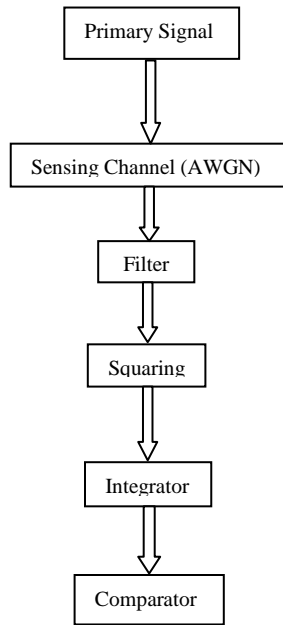 Primary Signal
Sensing Channel (AWGN)
Filter
Squaring
Integrator
Comparator